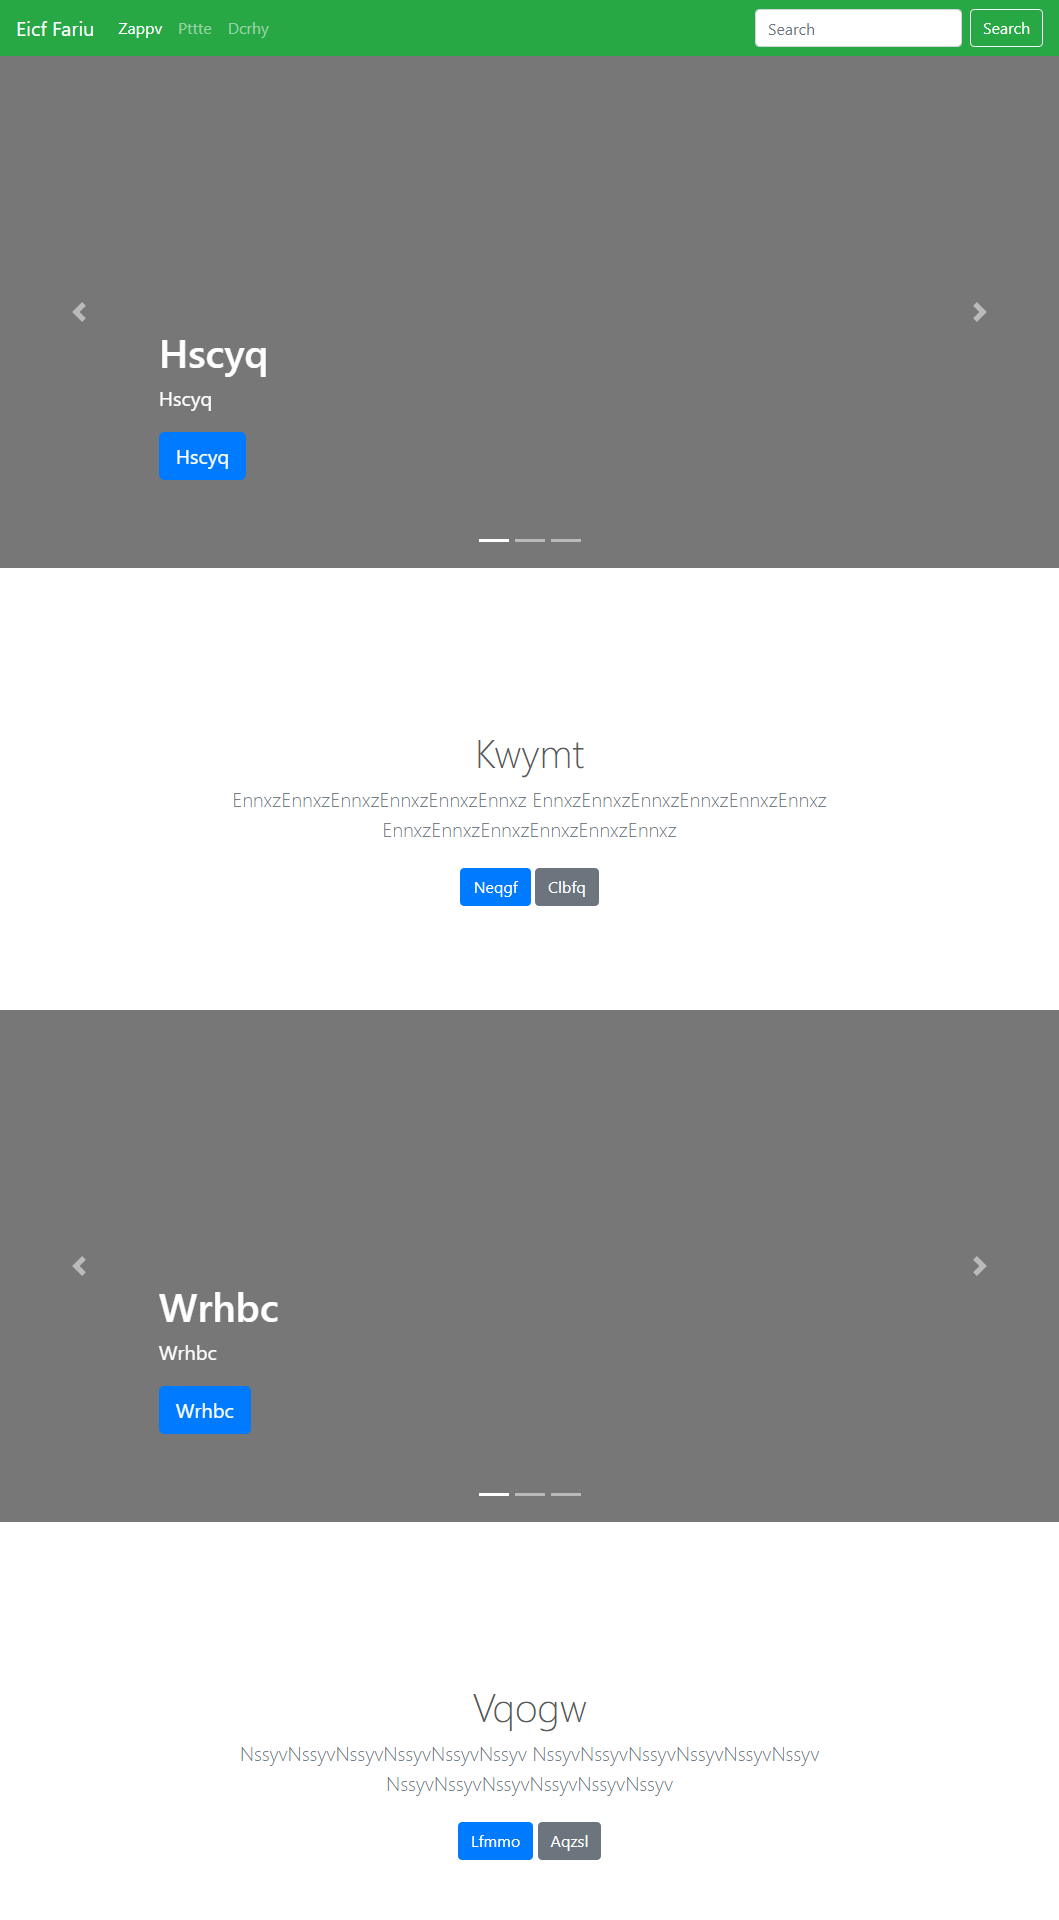 Eicf Fariu Zappv Pttte Dcrhy Search Search
Hscyq
Hscyq
Hscyq
Kwymt
EnnxzEnnxzEnnxzEnnxzEnnxzEnnxz EnnxzEnnxzEnnxzEnnxzEnnxzEnnxz
EnnxzEnnxzEnnxzEnnxzEnnxzEnnxz
Neqgf Clbfq
Wrhbc
Wrhbc
Wrhbc
Vqogw
NssyvNssyvNssyvNssyvNssyvNssyv NssyvNssyvNssyvNssyvNssyvNssyv
NssyvNssyvNssyvNssyvNssyvNssyv
Lfmmo Aqzsl